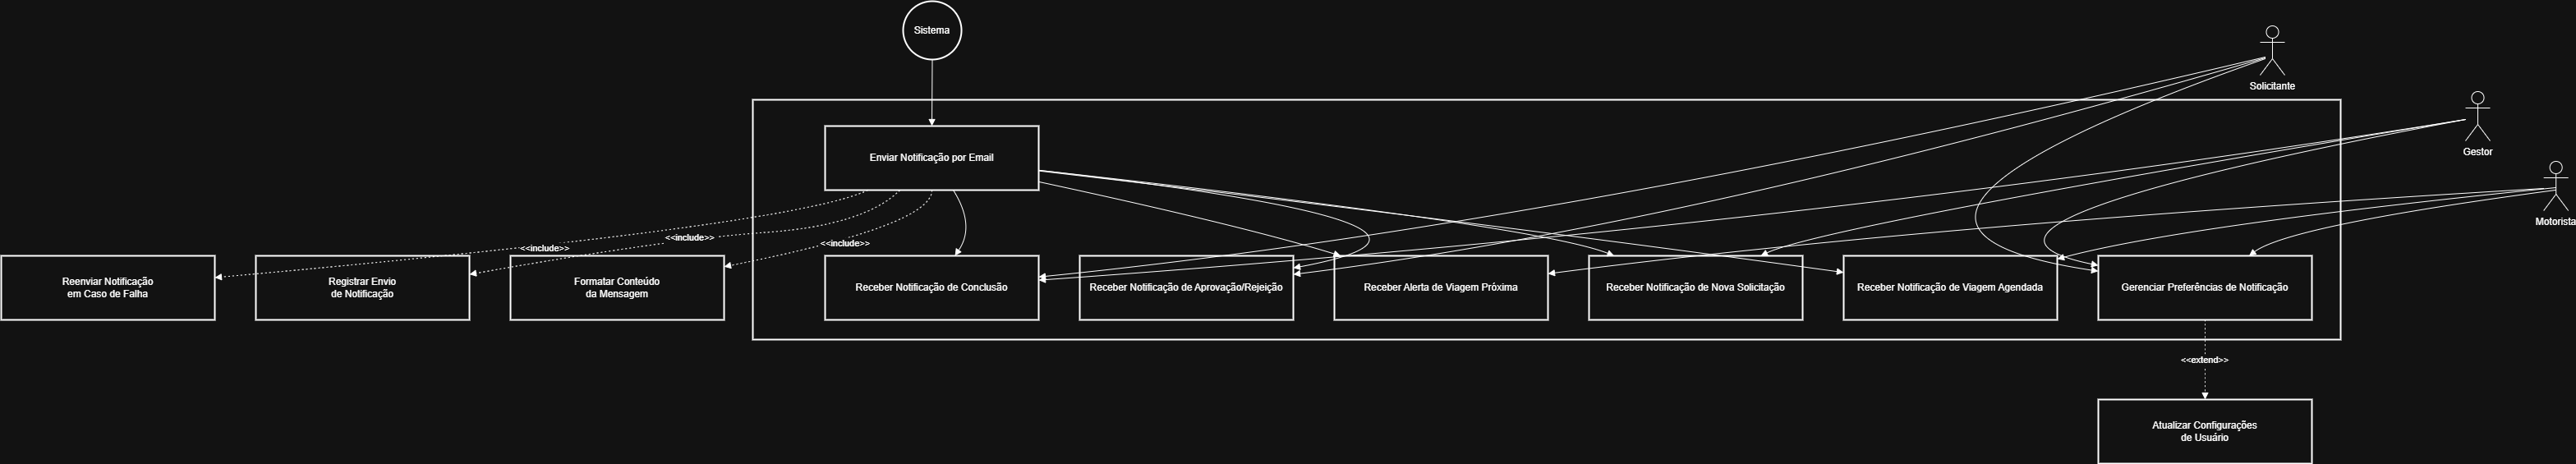 Sistema
Solicitante
Gestor
Enviar Notificação por Email
Motorista
<<include>>
<<include>>
<<include>>
Reenviar Notificação
em Caso de Falha
Registrar Envio
de Notificação
Formatar Conteúdo
da Mensagem
Receber Notificação de Conclusão
Receber Notificação de Aprovação/Rejeição
Receber Alerta de Viagem Próxima
Receber Notificação de Nova Solicitação
Receber Notificação de Viagem Agendada
Gerenciar Preferências de Notificação
<<extend>>
Atualizar Configurações
de Usuário